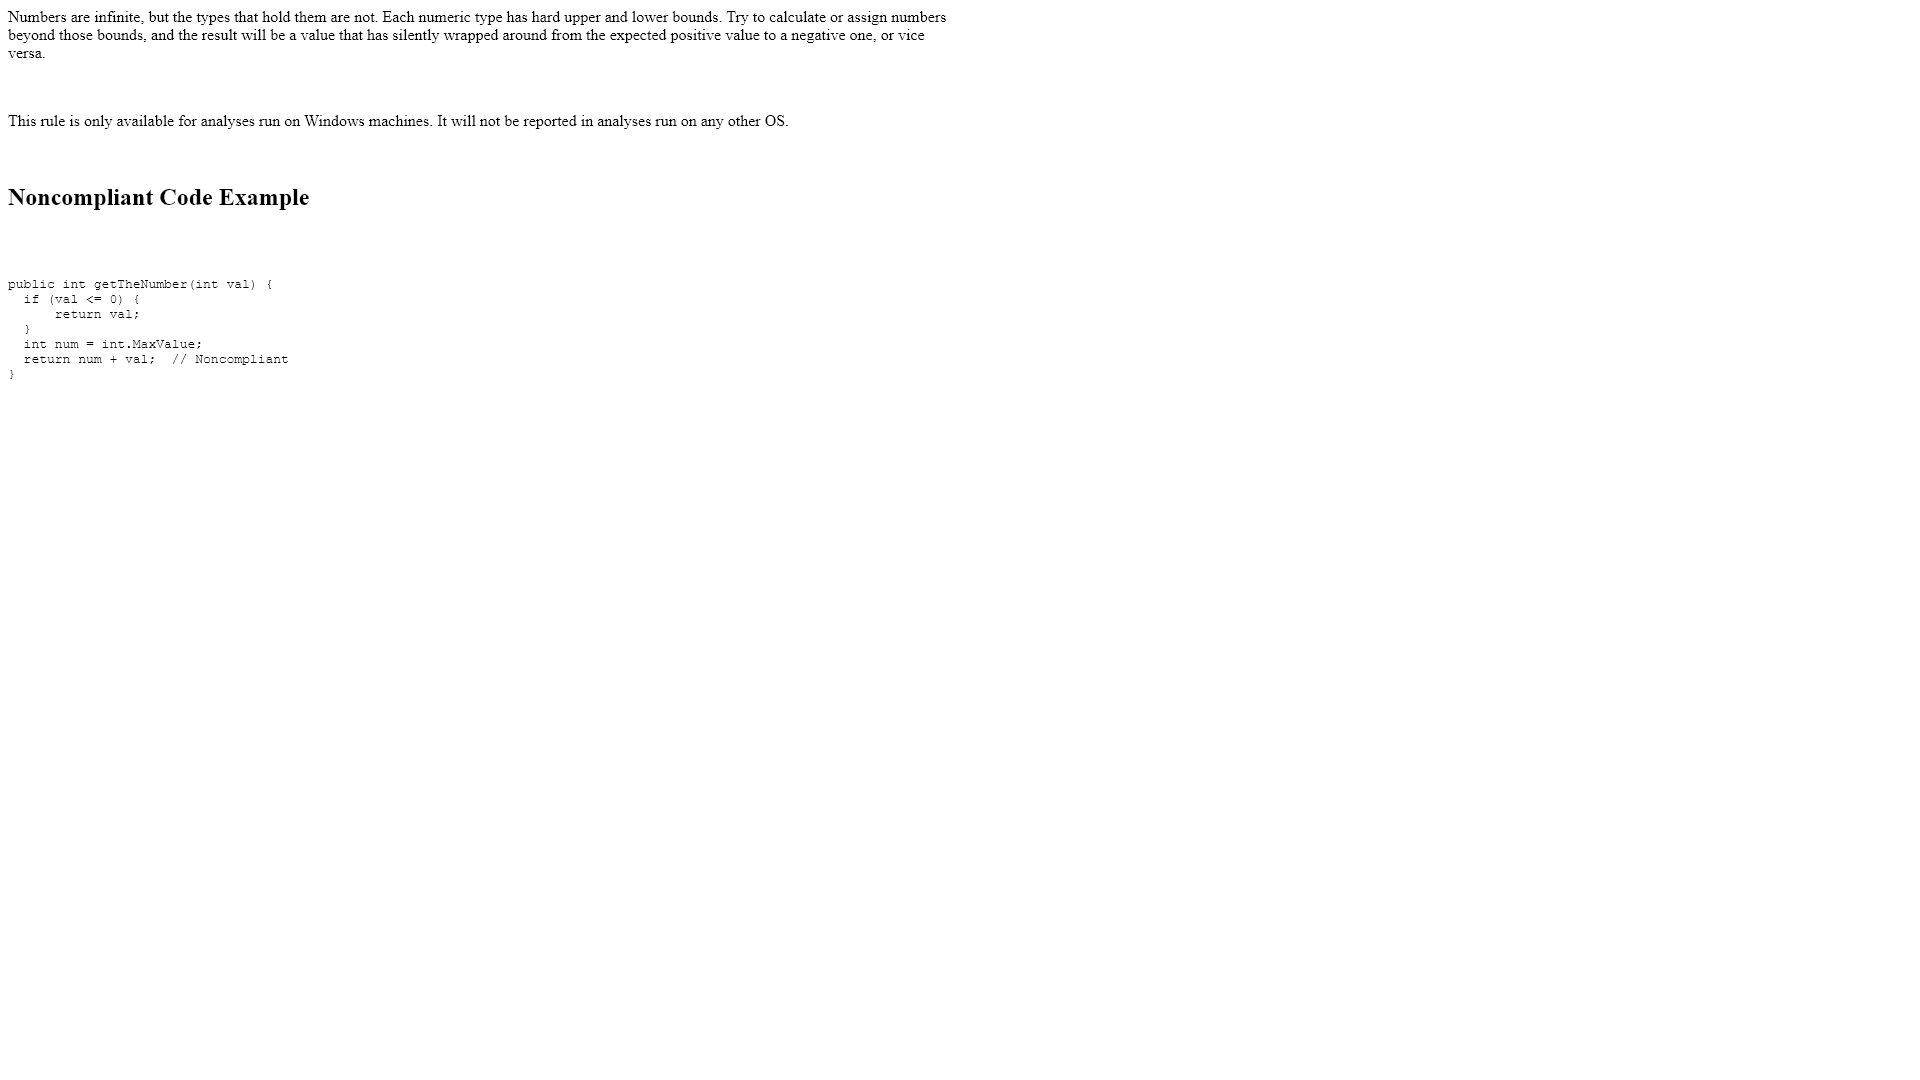 Numbers are infinite, but the types that hold them are not. Each numeric type has hard upper and lower bounds. Try to calculate or assign numbers
beyond those bounds, and the result will be a value that has silently wrapped around from the expected positive value to a negative one, or vice
versa.
This rule is only available for analyses run on Windows machines. It will not be reported in analyses run on any other OS.
Noncompliant Code Example
public int getTheNumber(int val) {
  if (val <= 0) {
      return val;
  }
  int num = int.MaxValue;
  return num + val;  // Noncompliant
}